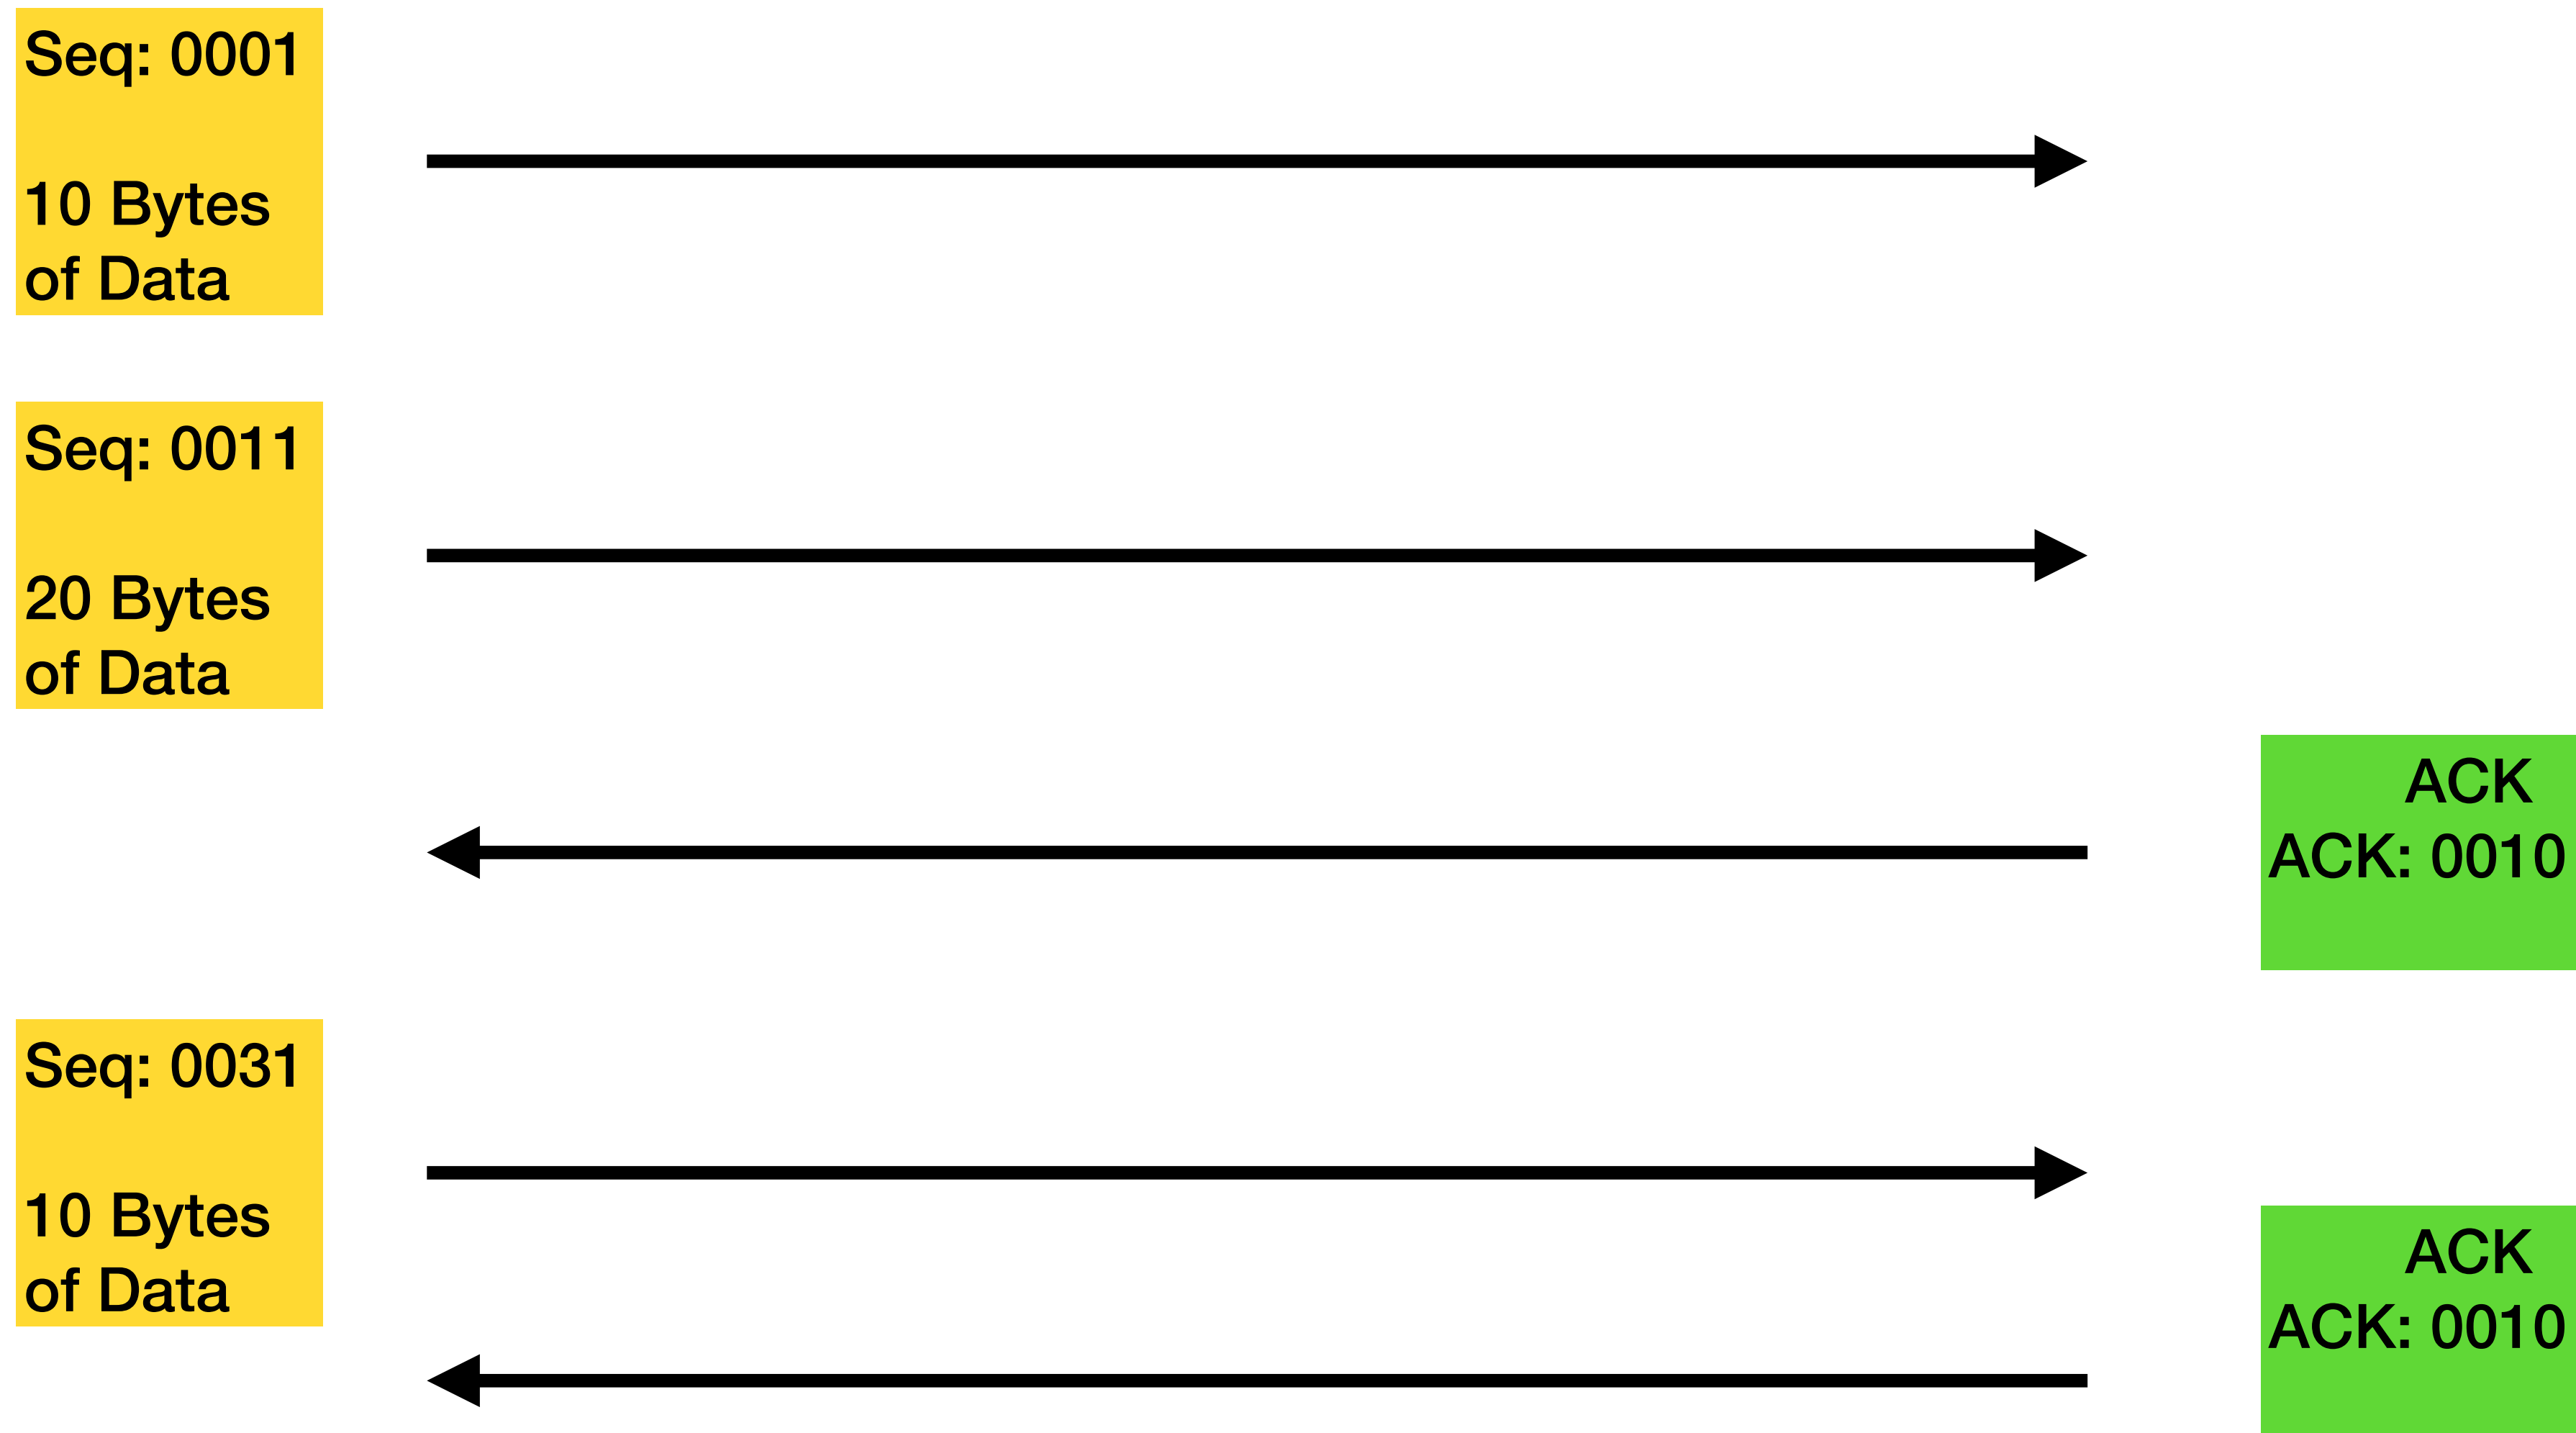 Seq: 0001
10 Bytes
of Data
Seq: 0011
20 Bytes
of Data
ACK
ACK: 0010
Seq: 0031
10 Bytes
of Data
ACK
ACK: 0010